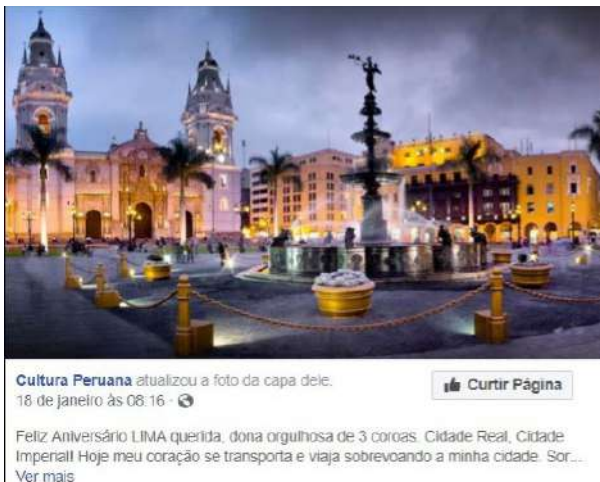 Cultura Peruana atualizou a foto da capa dele.
18 de janeiro às 08:16 ·
Curtir Página
Feliz Aniversário LIMA querida, dona orgulhosa de 3 coroas. Cidade Real, Cidade
Imperial! Hoje meu coração se transporta e viaja sobrevoando a minha cidade. Sor...
Ver mais